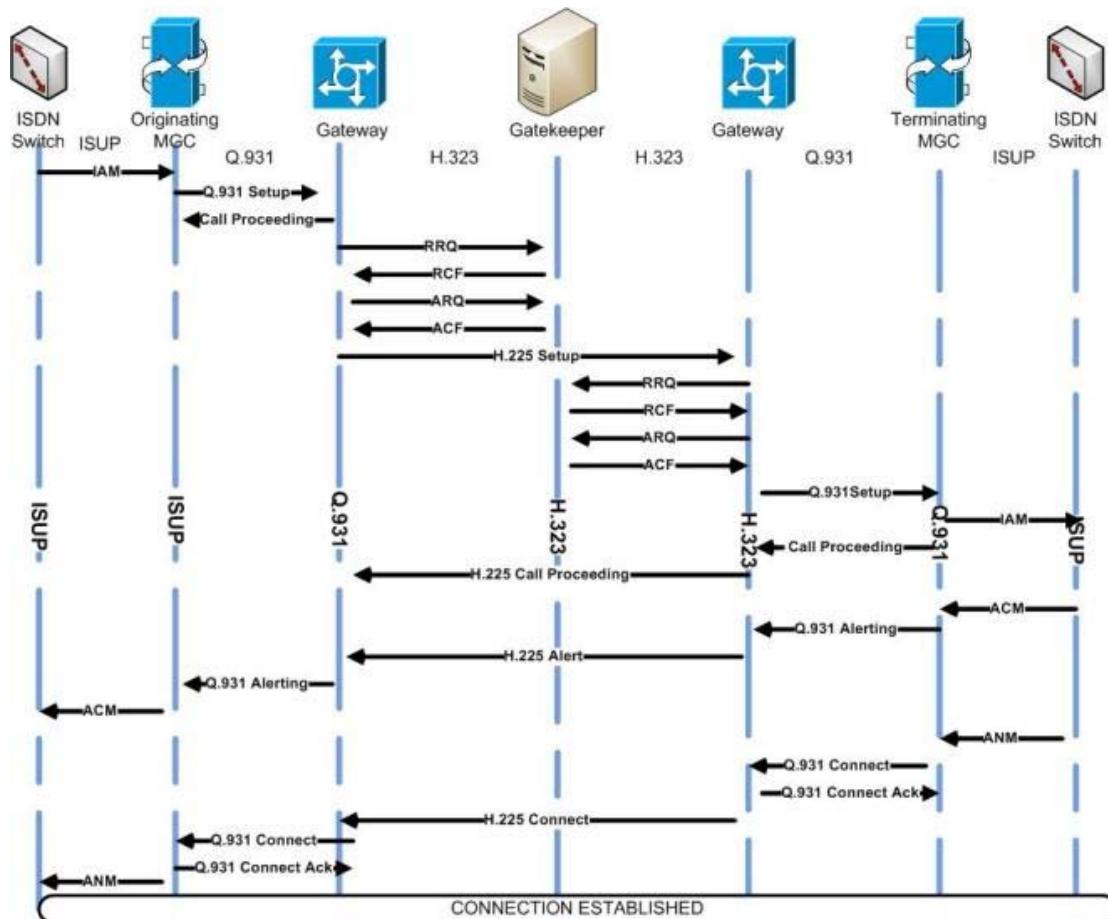 ISDN
Switch
Originating
MGC
Gateway
Gatekeeper
Gateway
Terminating
MGC
ISDN
Switch
ISUP
Q.931
H.323
H.323
Q.931
ISUP
IAM
Q.931 Setup
Call Proceeding
RRQ
RCF
ARQ
ACF
H.225 Setup
RRQ
RCF
ARQ
ACF
Q.931Setup
IAM
Call Proceeding
H.225 Call Proceeding
ISUP
ISUP
Q.931
H.323
H.323
Q.931
ISUP
ACM
Q.931 Alerting
H.225 Alert
Q.931 Alerting
ACM
ANM
Q.931 Connect
Q.931 Connect Ack
H.225 Connect
Q.931 Connect
Q.931 Connect Ack
ANM
CONNECTION ESTABLISHED